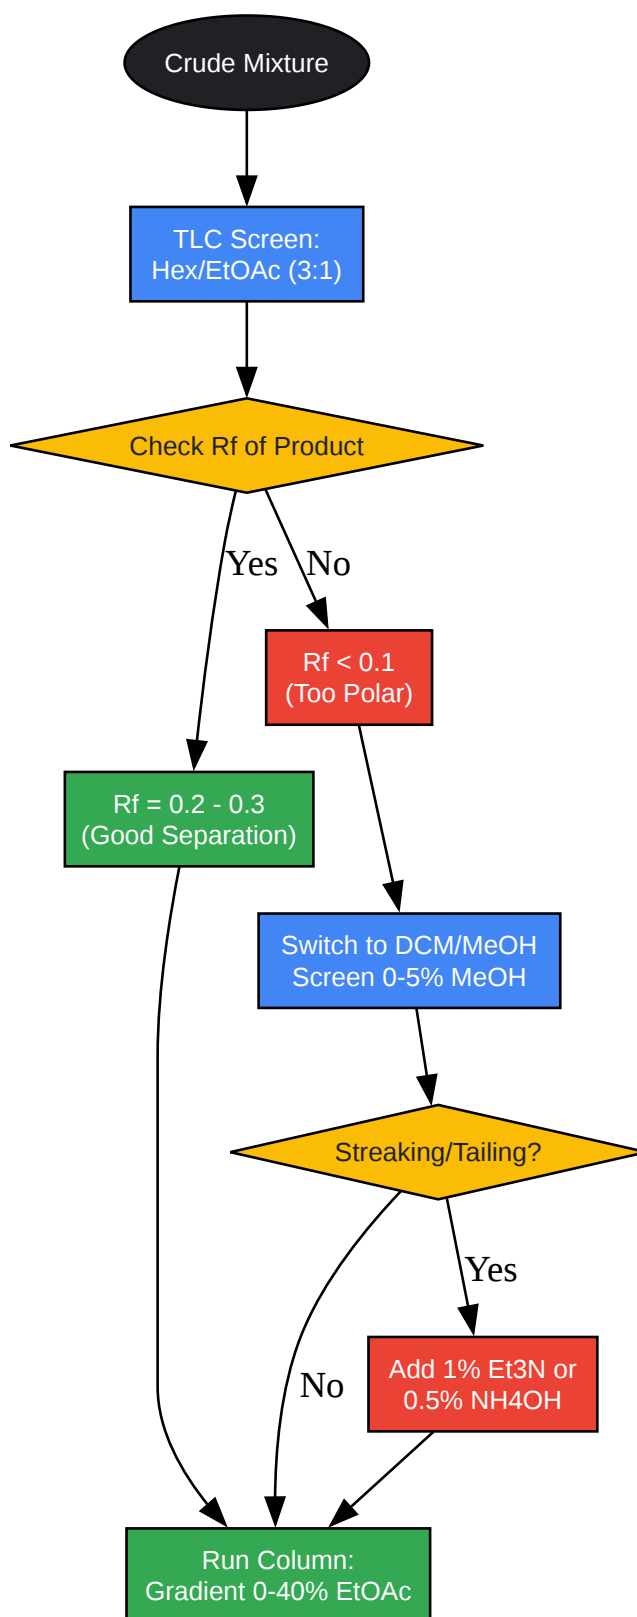 Crude Mixture
TLC Screen:
Hex/EtOAc (3:1)
Check Rf of Product
Yes
No
Rf < 0.1
(Too Polar)
Rf = 0.2 - 0.3
(Good Separation)
Switch to DCM/MeOH
Screen 0-5% MeOH
Streaking/Tailing?
Yes
No
Add 1% Et3N or
0.5% NH4OH
Run Column:
Gradient 0-40% EtOAc